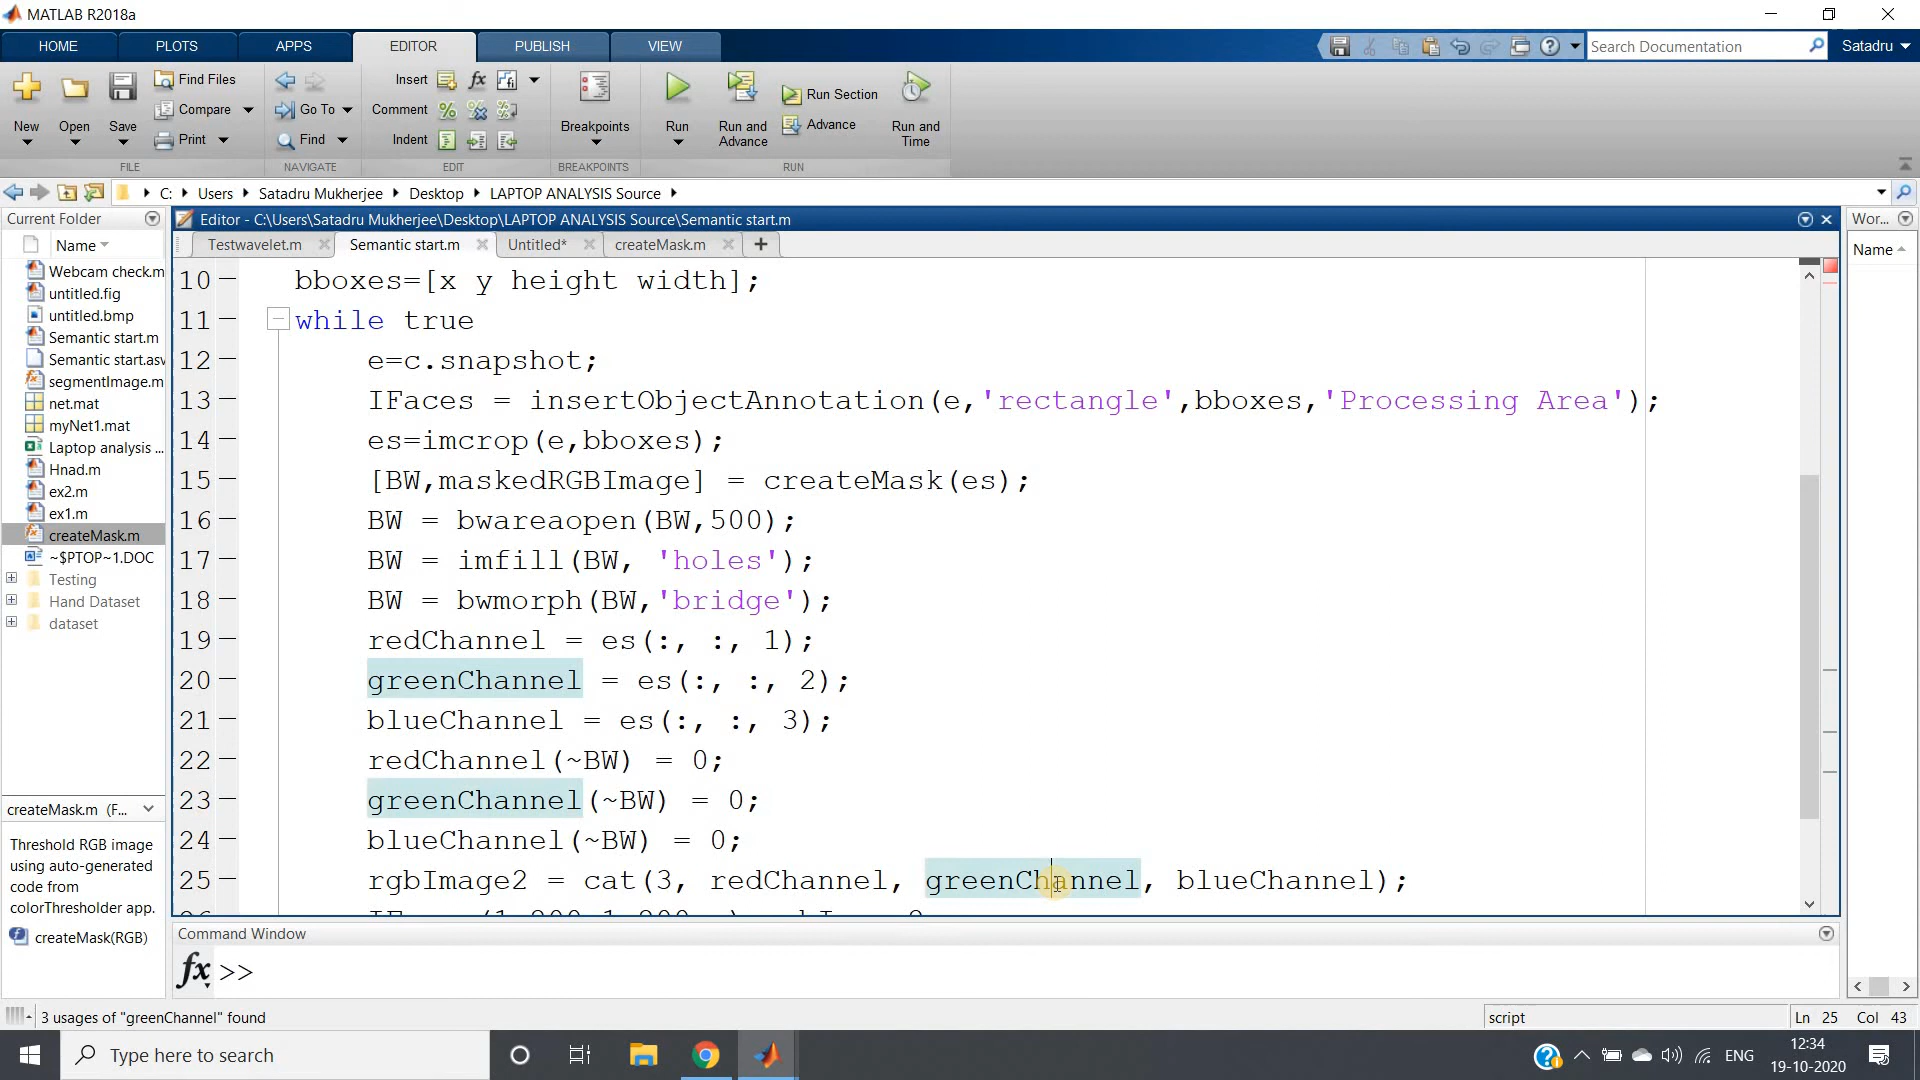 MATLAB R2018a
HOME
PLOTS
APPS
EDITOR
PUBLISH
VIEW
Search Documentation
Satadru
New
Open
Save
Find Files
Compare
Print
FILE
Go To
Find
NAVIGATE
Insert
Comment
Indent
EDIT
Breakpoints
BREAKPOINTS
Run
Run and
Advance
Run Section
Advance
Run and
Time
RUN
C: Users Satadru Mukherjee Desktop LAPTOP ANALYSIS Source
Current Folder
Name
Webcam check.m
untitled.fig
untitled.bmp
Semantic start.m
Semantic start.asv
segmentImage.m
net.mat
myNet1.mat
Laptop analysis ...
Hnad.m
ex2.m
ex1.m
createMask.m
~$PTOP~1.DOC
Testing
Hand Dataset
dataset
createMask.m (F...
Threshold RGB image
using auto-generated
code from
colorThresholder app.
createMask(RGB)
Editor - C:\Users\Satadru Mukherjee\Desktop\LAPTOP ANALYSIS Source\Semantic start.m
Testwavelet.m
Semantic start.m
Untitled*
createMask.m
10 bboxes=[x y height width];
11 while true
12 e=c.snapshot;
13 IFaces = insertObjectAnnotation(e,'rectangle',bboxes,'Processing Area');
14 es=imcrop(e,bboxes);
15 [BW,maskedRGBImage] = createMask(es);
16 BW = bwareaopen(BW,500);
17 BW = imfill(BW, 'holes');
18 BW = bwmorph(BW,'bridge');
19 redChannel = es(:, :, 1);
20 greenChannel = es(:, :, 2);
21 blueChannel = es(:, :, 3);
22 redChannel(~BW) = 0;
23 greenChannel(~BW) = 0;
24 blueChannel(~BW) = 0;
25 rgbImage2 = cat(3, redChannel, greenChannel, blueChannel);
Command Window
fx >>
Wor...
Name
3 usages of "greenChannel" found
script
Ln 25 Col 43
Type here to search
ENG
12:34
19-10-2020